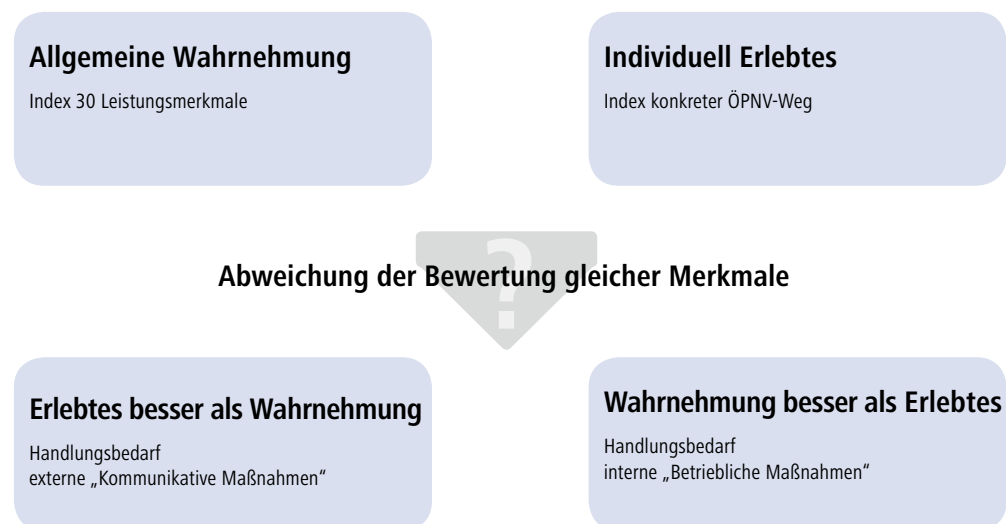 Allgemeine Wahrnehmung
Index 30 Leistungsmerkmale
Individuell Erlebtes
Index konkreter ÖPNV-Weg
?
Abweichung der Bewertung gleicher Merkmale
Erlebtes besser als Wahrnehmung
Handlungsbedarf
externe „Kommunikative Maßnahmen“
Wahrnehmung besser als Erlebtes
Handlungsbedarf
interne „Betriebliche Maßnahmen“